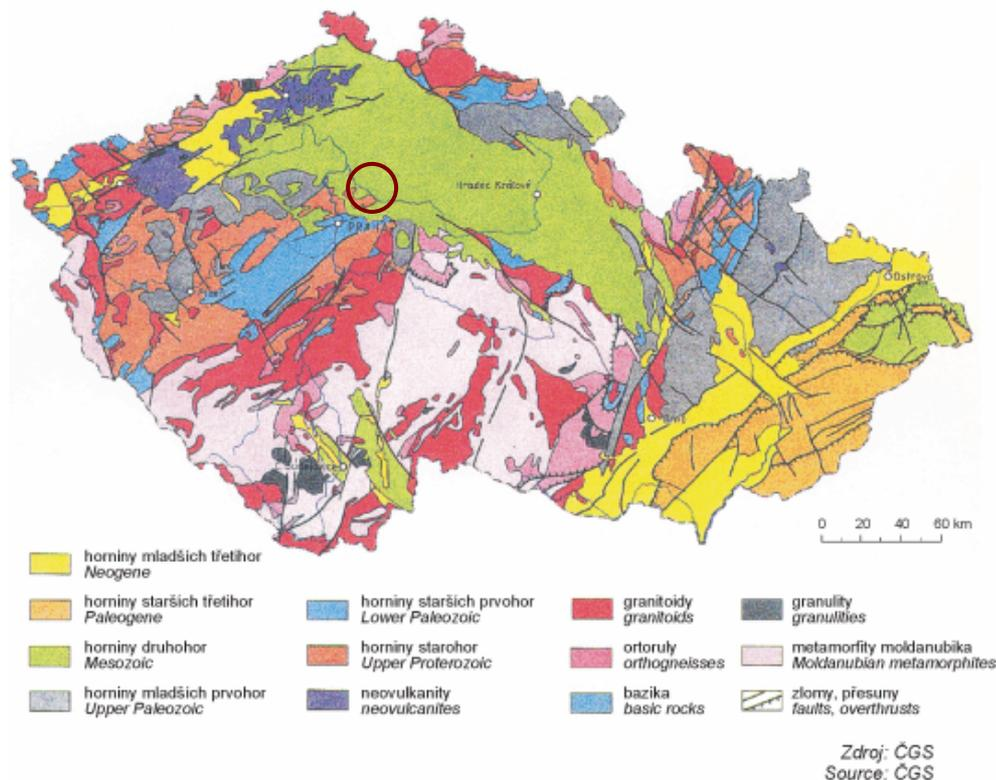 Hradec Králové
PRAHA
Ostrava
0 20 40 60 km
horniny mladších třetihor
Neogene
horniny starších třetihor
Paleogene
horniny druhohor
Mesozoic
horniny mladších prvohor
Upper Paleozoic
horniny starších prvohor
Lower Paleozoic
horniny starohor
Upper Proterozoic
neovulkanity
neovulcanites
granitoidy
granitoids
ortoruly
orthogneisses
bazika
basic rocks
granulity
granulities
metamorfity moldanubika
Moldanubian metamorphites
zlomy, přesuny
faults, overthrusts
Zdroj: ČGS
Source: ČGS